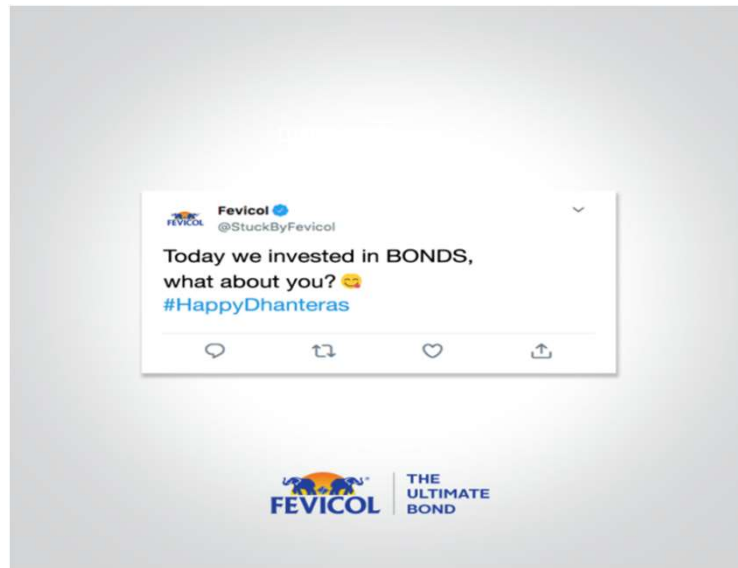 Fevicol
@StuckByFevicol
FEVICOL
Today we invested in BONDS,
what about you? 😋
#HappyDhanteras
FEVICOL
THE
ULTIMATE
BOND